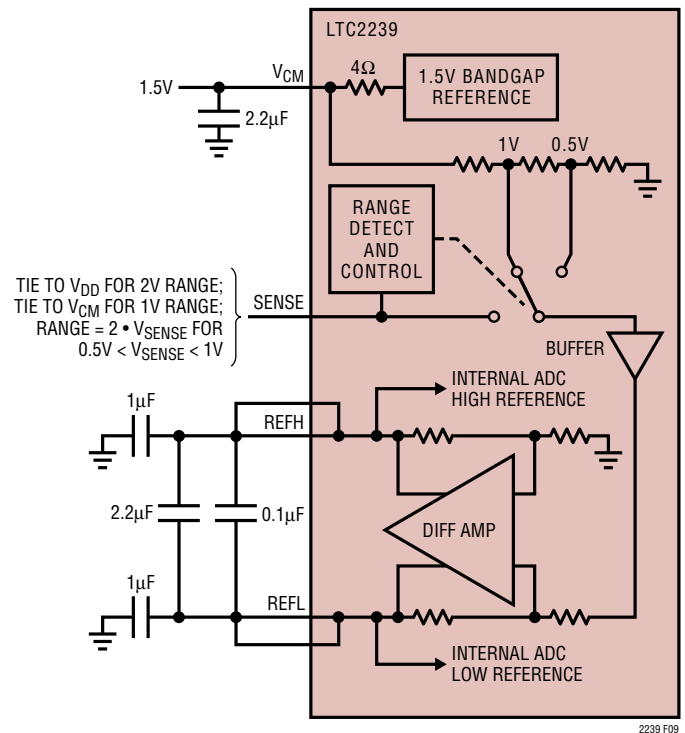 LTC2239
1.5V
VCM
4Ω
1.5V BANDGAP
REFERENCE
2.2μF
1V
0.5V
RANGE
DETECT
AND
CONTROL
TIE TO VDD FOR 2V RANGE;
TIE TO VCM FOR 1V RANGE;
RANGE = 2 • VSENSE FOR
0.5V < VSENSE < 1V
SENSE
BUFFER
INTERNAL ADC
HIGH REFERENCE
1μF
REFH
2.2μF
0.1μF
DIFF AMP
1μF
REFL
INTERNAL ADC
LOW REFERENCE
2239 F09